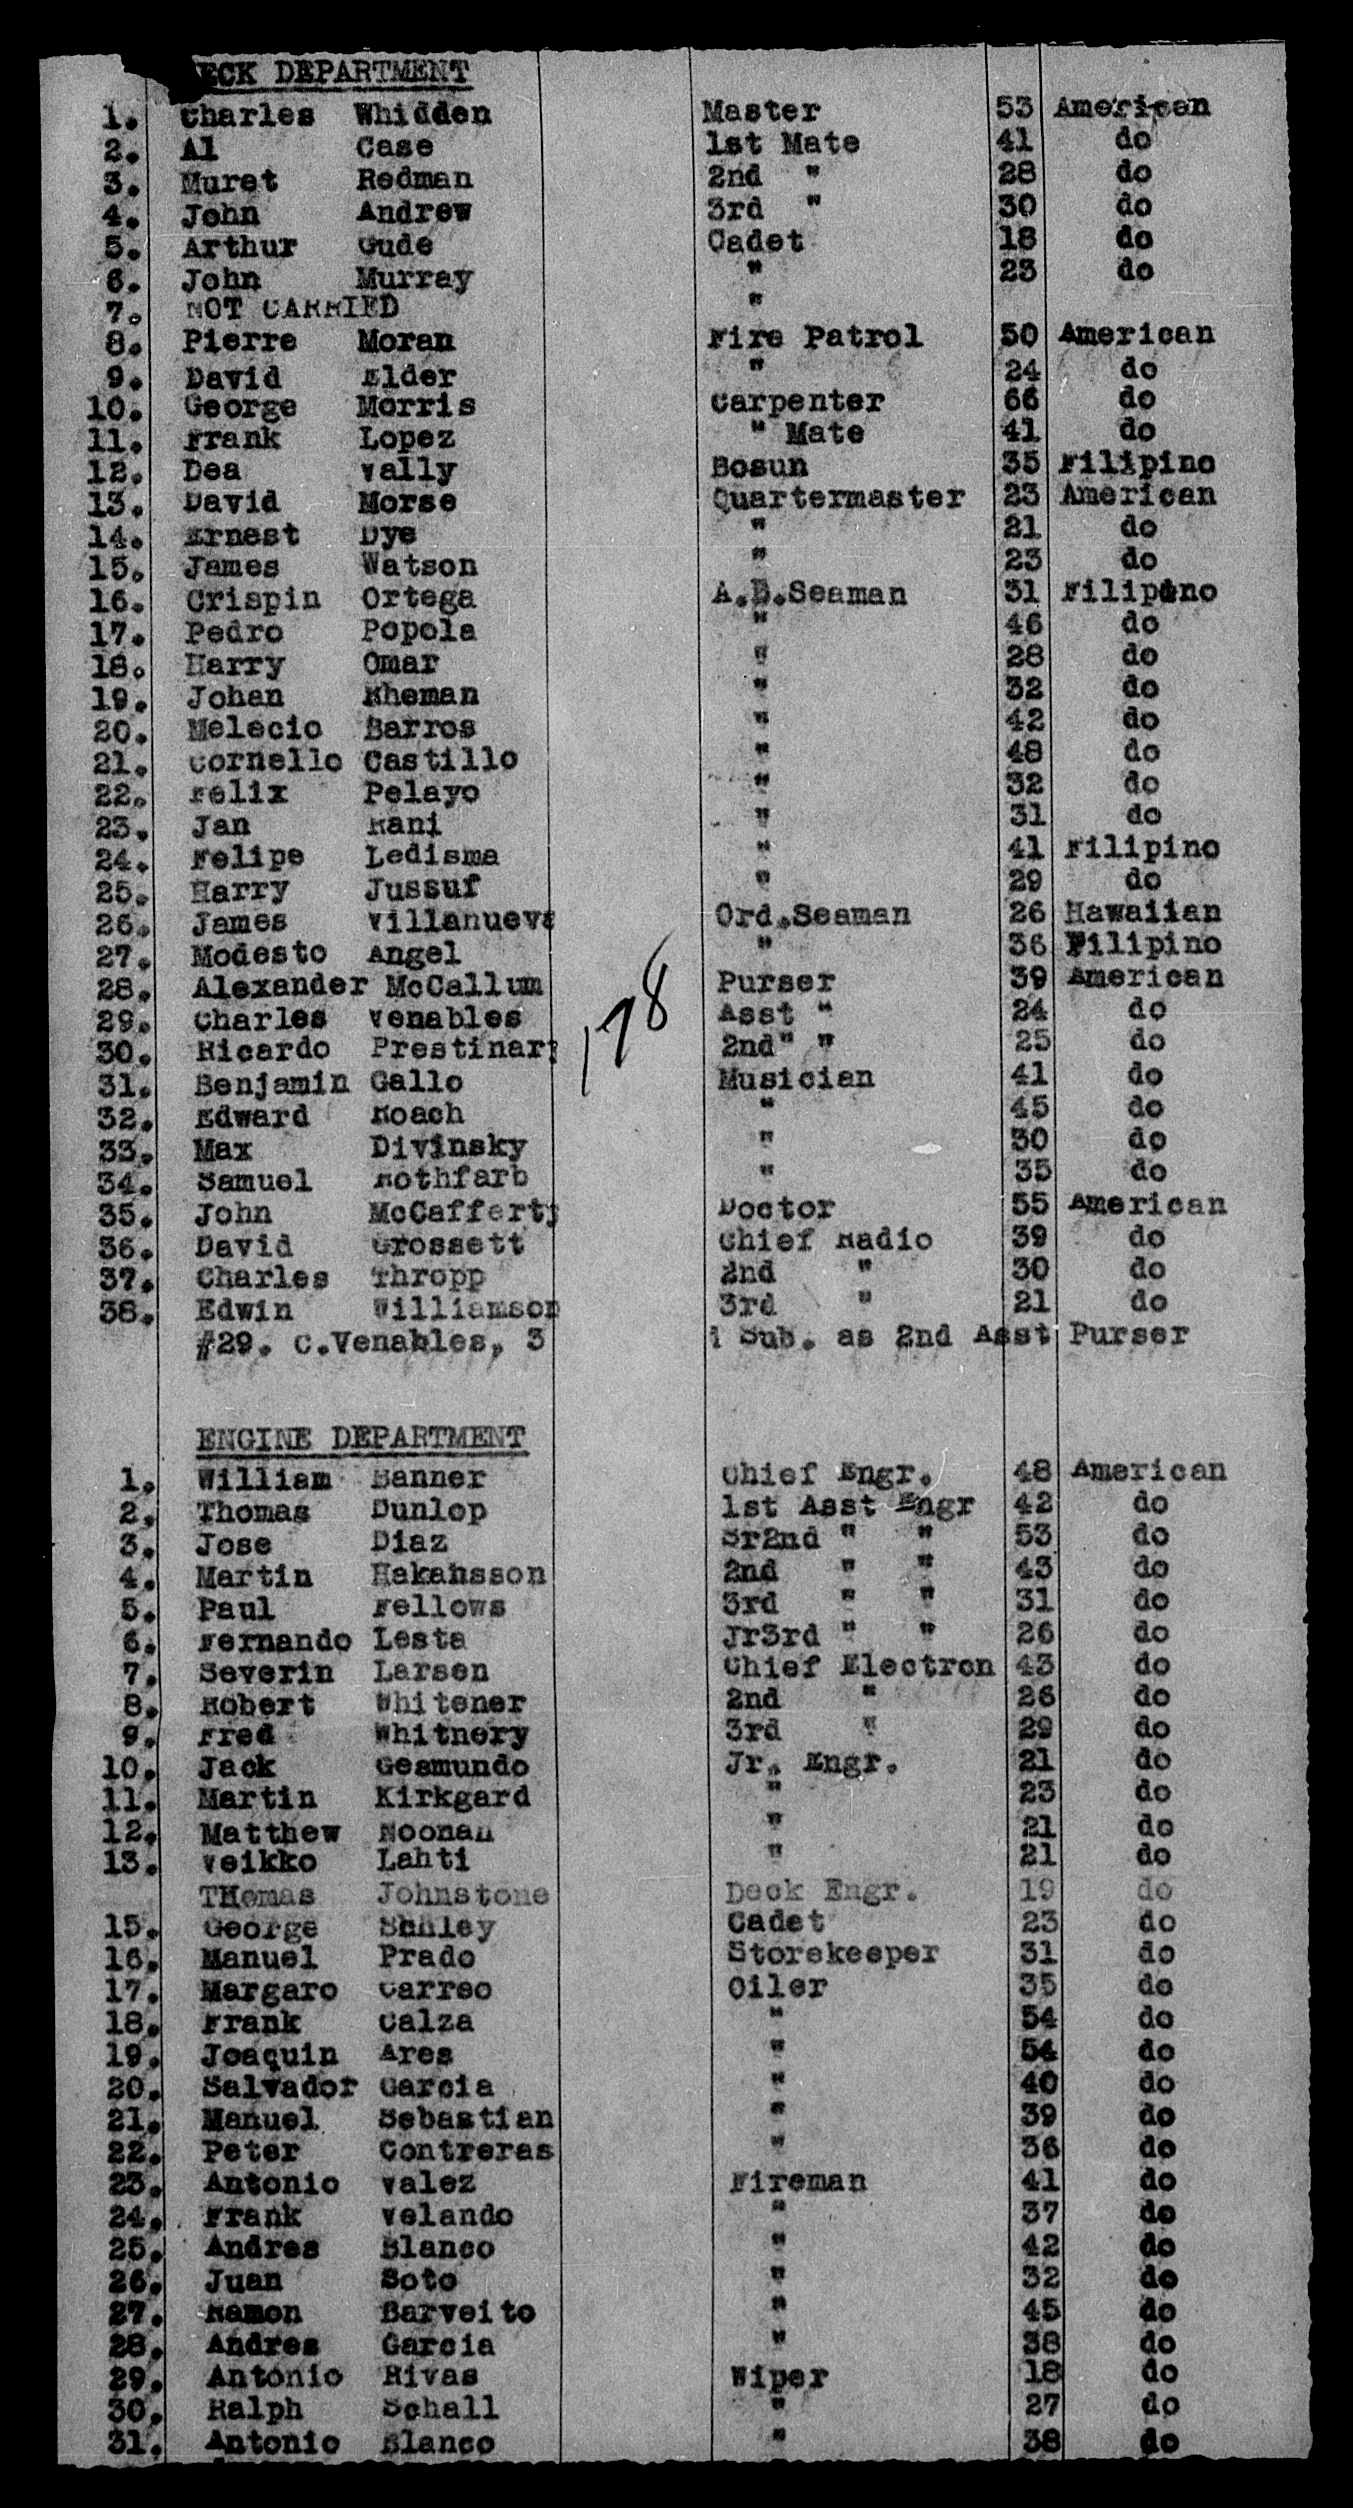 ECK DEPARTMENT
1. Charles Whidden Master 53 American
2. Al Case 1st Mate 41 do
3. Muret Redman 2nd " 28 do
4. John Andrew 3rd " 30 do
5. Arthur Gude Cadet 18 do
6. John Murray " 23 do
7. NOT CARRIED "
8. Pierre Moran Fire Patrol 50 American
9. David Elder " 24 do
10. George Morris Carpenter 66 do
11. Frank Lopez " Mate 41 do
12. Dea Vally Bosun 35 Filipino
13. David Morse Quartermaster 23 American
14. Ernest Dye " 21 do
15. James Watson " 23 do
16. Crispin Ortega A.B.Seaman 31 Filipino
17. Pedro Popola " 46 do
18. Harry Omar " 28 do
19. Johan Rheman " 32 do
20. Melecio Barros " 42 do
21. Cornello Castillo " 48 do
22. Felix Pelayo " 32 do
23. Jan Rani " 31 do
24. Felipe Ledisma " 41 Filipino
25. Harry Jussuf " 29 do
26. James Villanueva Ord.Seaman 26 Hawaiian
27. Modesto Angel " 36 Filipino
28. Alexander McCallum Purser 39 American
29. Charles Venables Asst " 24 do
30. Ricardo Prestinary 2nd" " 25 do
178
31. Benjamin Gallo Musician 41 do
32. Edward Roach " 45 do
33. Max Divinsky " 30 do
34. Samuel Rothfarb " 35 do
35. John McCafferty Doctor 55 American
36. David Grossett Chief Radio 39 do
37. Charles Thropp 2nd " 30 do
38. Edwin Williamson 3rd " 21 do
#29. C.Venables, 3 Sub. as 2nd Asst Purser
ENGINE DEPARTMENT
1. William Banner Chief Engr. 48 American
2. Thomas Dunlop 1st Asst Engr 42 do
3. Jose Diaz Sr2nd " " 53 do
4. Martin Hakansson 2nd " " 43 do
5. Paul Fellows 3rd " " 31 do
6. Fernando Lesta Jr3rd " " 26 do
7. Severin Larsen Chief Electron 43 do
8. Robert Whitener 2nd " 26 do
9. Fred Whitnery 3rd " 29 do
10. Jack Gesmundo Jr. Engr. 21 do
11. Martin Kirkgard " 23 do
12. Matthew Noonan " 21 do
13. Veikko Lahti " 21 do
THomas Johnstone Deck Engr. 19 do
15. George Shhley Cadet 23 do
16. Manuel Prado Storekeeper 31 do
17. Margaro Carreo Oiler 35 do
18. Frank Calza " 54 do
19. Joaquin Ares " 54 do
20. Salvador Garcia " 40 do
21. Manuel Sebastian " 39 do
22. Peter Contreras " 36 do
23. Antonio Valez Fireman 41 do
24. Frank Velando " 37 do
25. Andres Blanco " 42 do
26. Juan Soto " 32 do
27. Ramon Barveito " 45 do
28. Andres Garcia " 38 do
29. Antonio Rivas Wiper 18 do
30. Ralph Schall " 27 do
31. Antonio Blanco " 38 do